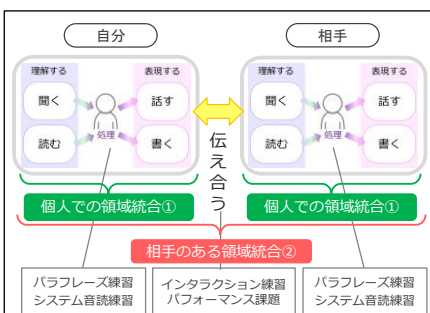 自分
相手
理解する
表現する
聞く
話す
処理
読む
書く
伝え合う
理解する
表現する
聞く
話す
処理
読む
書く
個人での領域統合①
個人での領域統合①
相手のある領域統合②
パラフレーズ練習
システム音読練習
インタラクション練習
パフォーマンス課題
パラフレーズ練習
システム音読練習